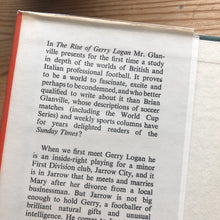 In The Rise of Gerry Logan Mr. Glan-
ville presents for the first time a study
in depth of the worlds of British and
Italian professional football. It proves
to be a world to fascinate, excite and
perhaps to be condemned, and who better
qualified to write about it than Brian
Glanville, whose descriptions of soccer
matches (including the World Cup
Series) and weekly sports columns have
for years delighted readers of the
Sunday Times?
When we first meet Gerry Logan he
is an inside-right playing for a minor
First Division club, Jarrow City, and it
is in Jarrow that he meets and marries
Mary after her divorce from a local
businessman. But Jarrow is not big
enough to hold Gerry, a footballer of
brilliant natural gifts and unusual
intelligence. He comes to